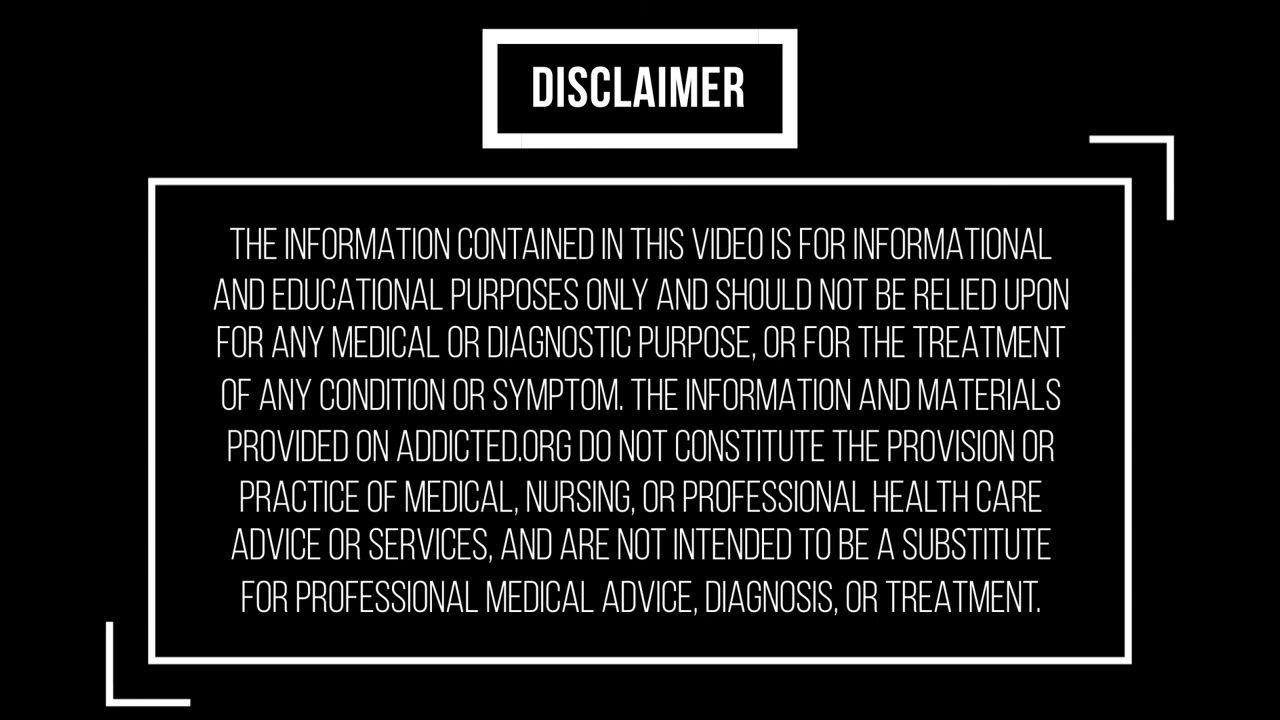 DISCLAIMER
THE INFORMATION CONTAINED IN THIS VIDEO IS FOR INFORMATIONAL
AND EDUCATIONAL PURPOSES ONLY AND SHOULD NOT BE RELIED UPON
FOR ANY MEDICAL OR DIAGNOSTIC PURPOSE, OR FOR THE TREATMENT
OF ANY CONDITION OR SYMPTOM. THE INFORMATION AND MATERIALS
PROVIDED ON ADDICTED.ORG DO NOT CONSTITUTE THE PROVISION OR
PRACTICE OF MEDICAL, NURSING, OR PROFESSIONAL HEALTH CARE
ADVICE OR SERVICES, AND ARE NOT INTENDED TO BE A SUBSTITUTE
FOR PROFESSIONAL MEDICAL ADVICE, DIAGNOSIS, OR TREATMENT.